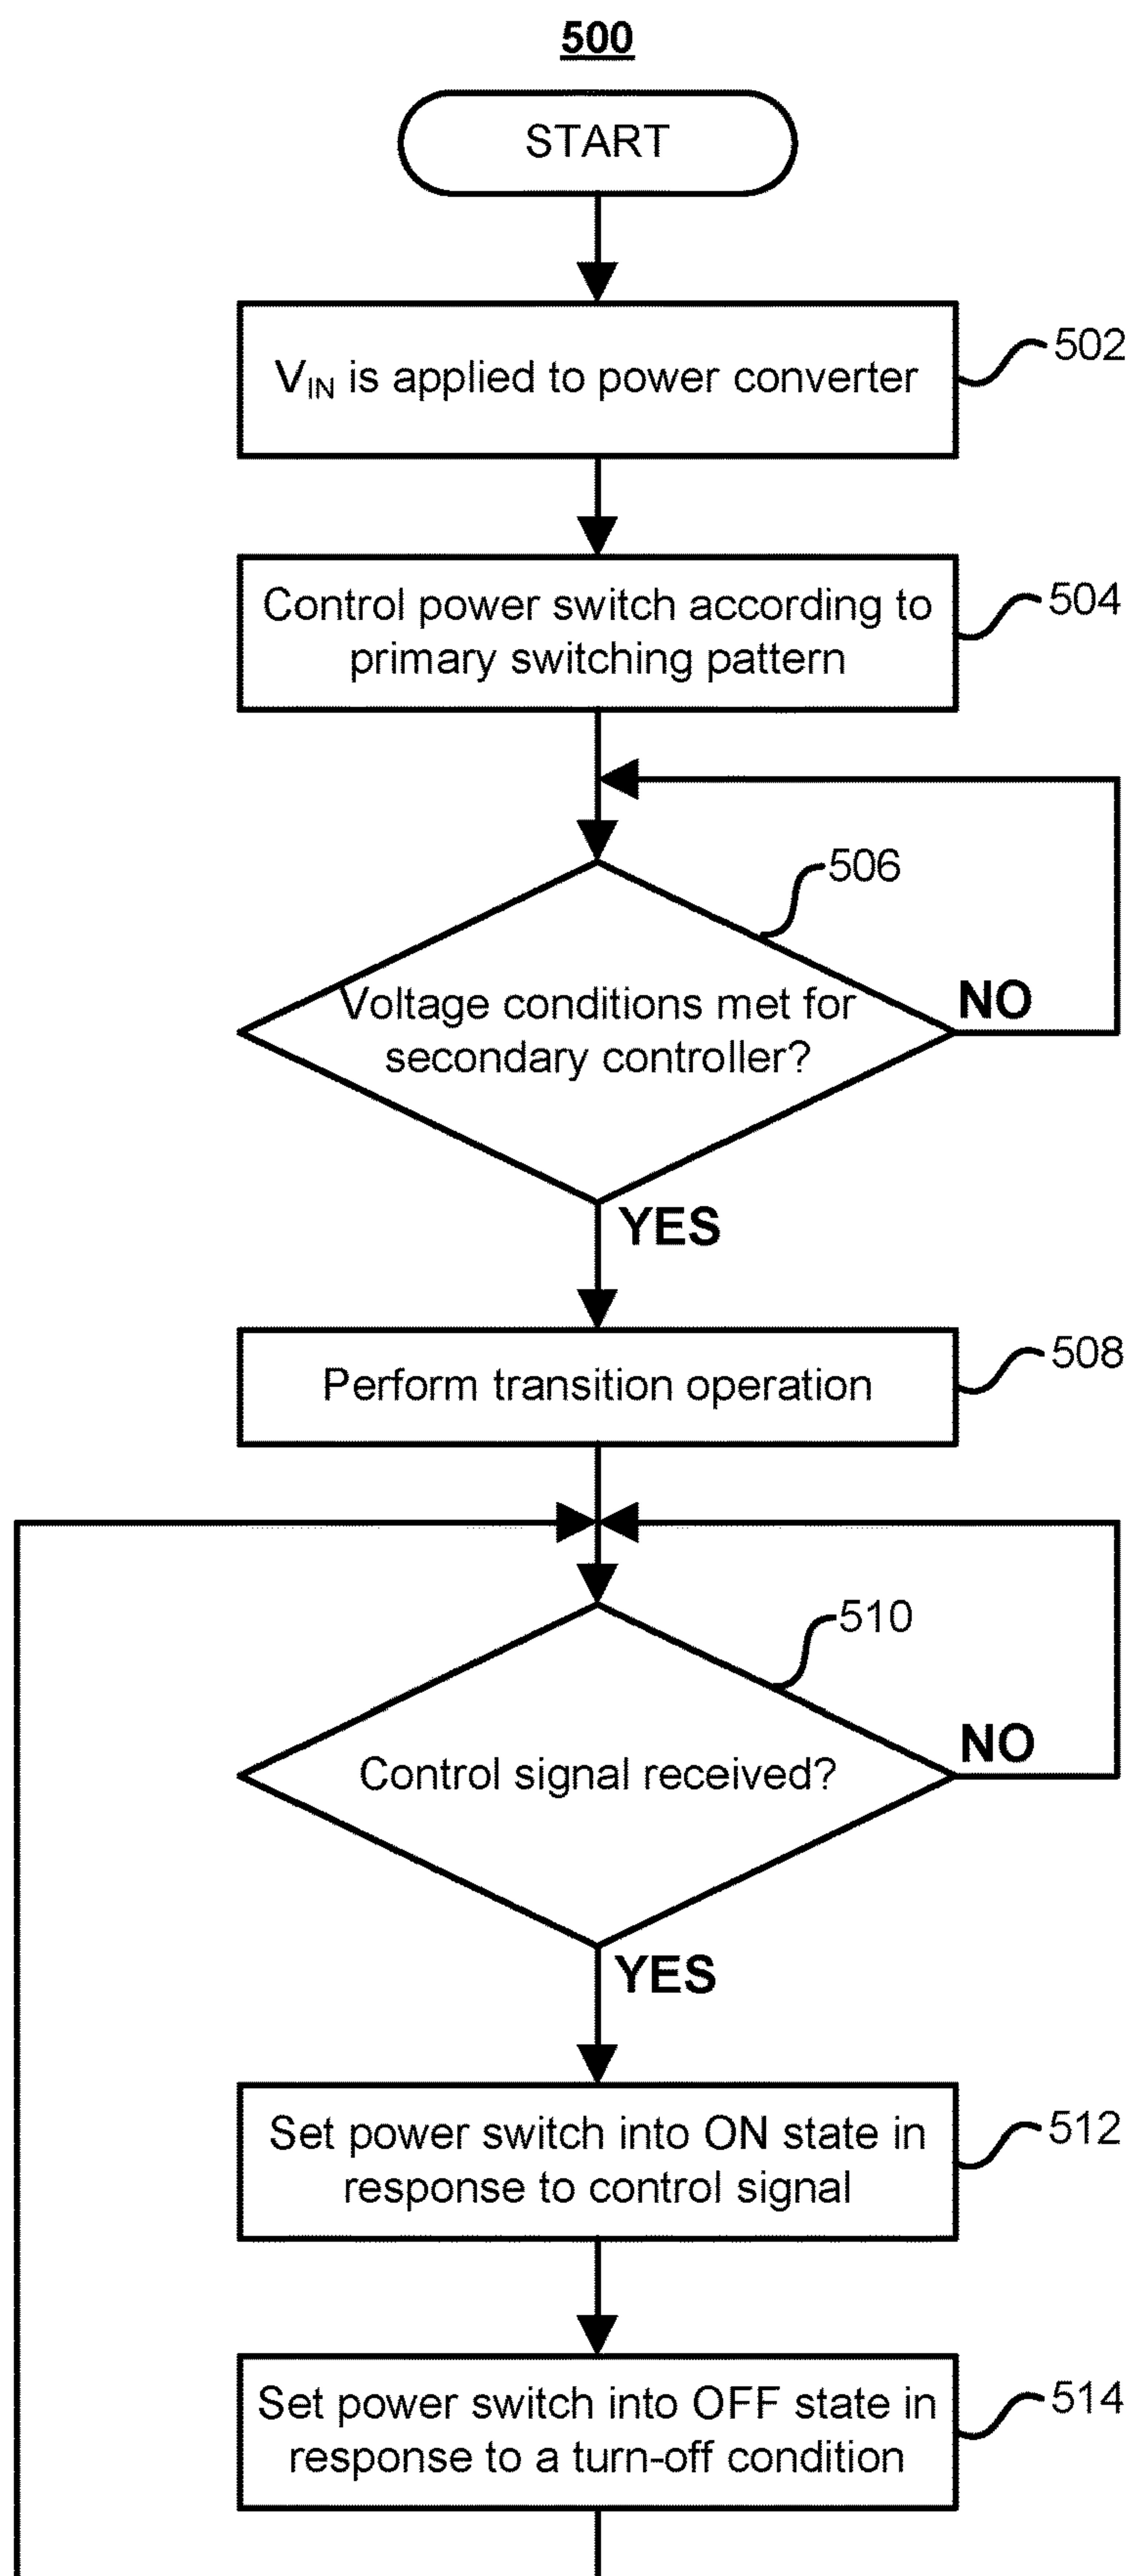 500
START
V_IN is applied to power converter
502
Control power switch according to
primary switching pattern
504
506
Voltage conditions met for
secondary controller?
NO
YES
Perform transition operation
508
510
Control signal received?
NO
YES
Set power switch into ON state in
response to control signal
512
Set power switch into OFF state in
response to a turn-off condition
514